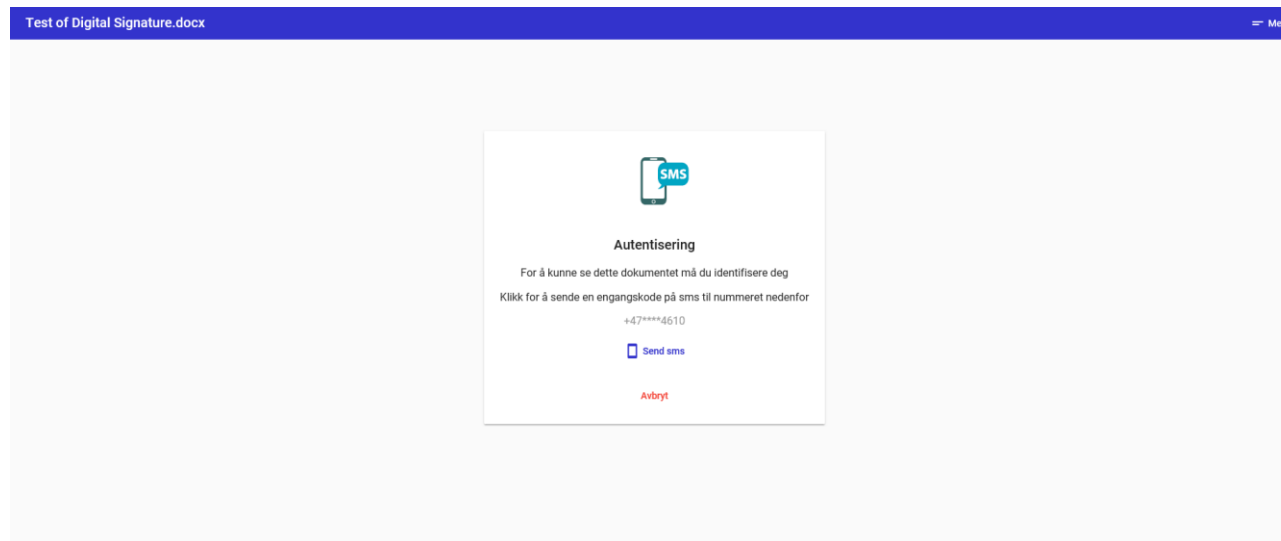 Test of Digital Signature.docx
Me
SMS
Autentisering
For å kunne se dette dokumentet må du identifisere deg
Klikk for å sende en engangskode på sms til nummeret nedenfor
+47****4610
Send sms
Avbryt